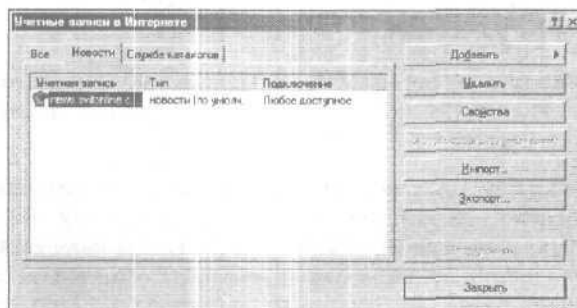 Учетные записи в Интернете
Все Новости Служба каталогов
Добавить
Учетная запись Тип Подключение
новости (по умолч. Любое доступное
Удалить
Свойства
Импорт...
Экспорт...
Закрыть